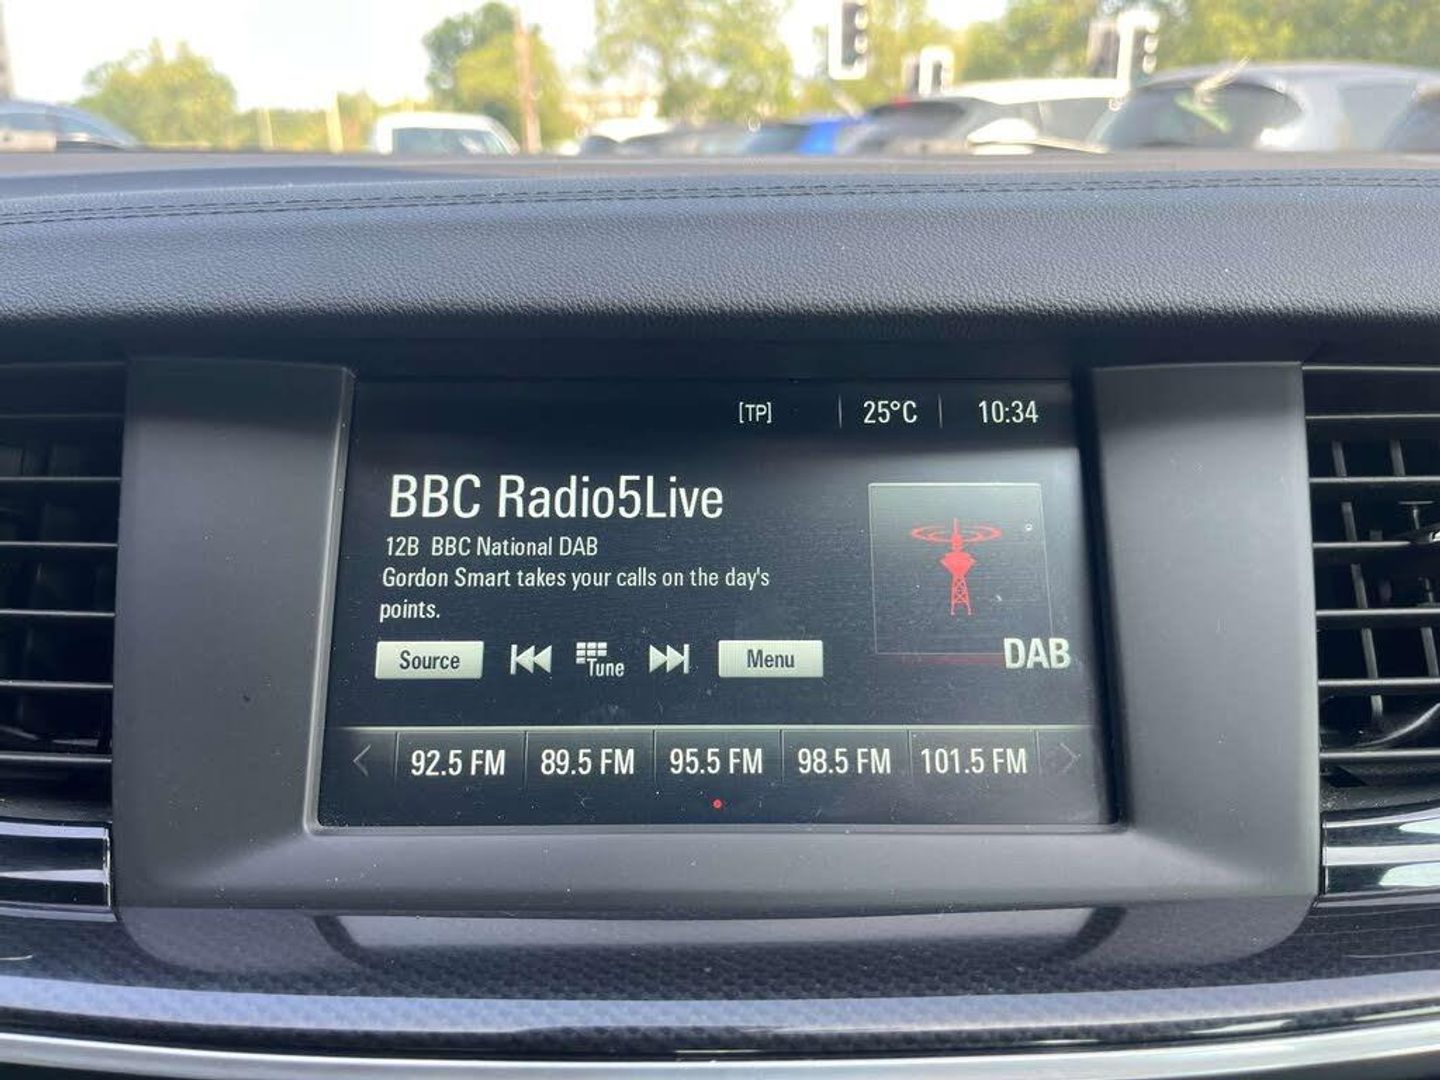 [TP] 25°C 10:34
BBC Radio5Live
12B BBC National DAB
Gordon Smart takes your calls on the day's
points.
Source Tune Menu
DAB
92.5 FM 89.5 FM 95.5 FM 98.5 FM 101.5 FM